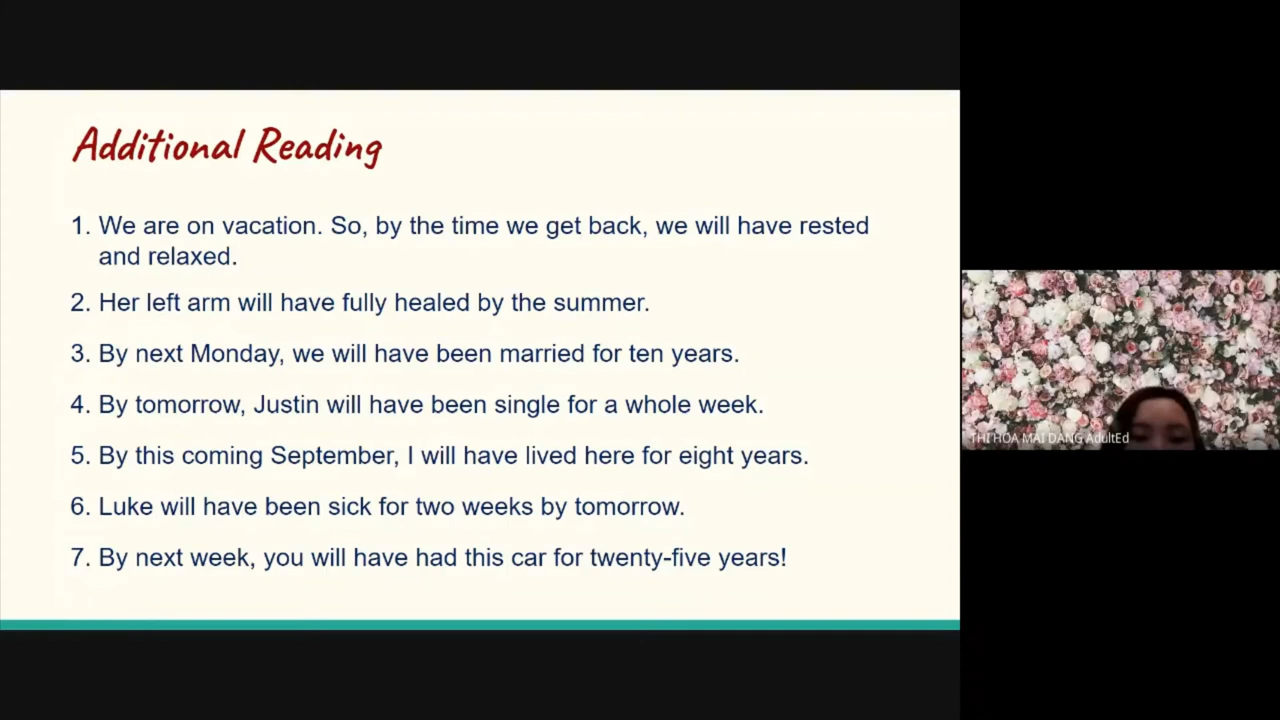 Additional Reading
1. We are on vacation. So, by the time we get back, we will have rested
and relaxed.
2. Her left arm will have fully healed by the summer.
3. By next Monday, we will have been married for ten years.
4. By tomorrow, Justin will have been single for a whole week.
5. By this coming September, I will have lived here for eight years.
6. Luke will have been sick for two weeks by tomorrow.
7. By next week, you will have had this car for twenty-five years!
THI HOA MAI DANG AdultEd